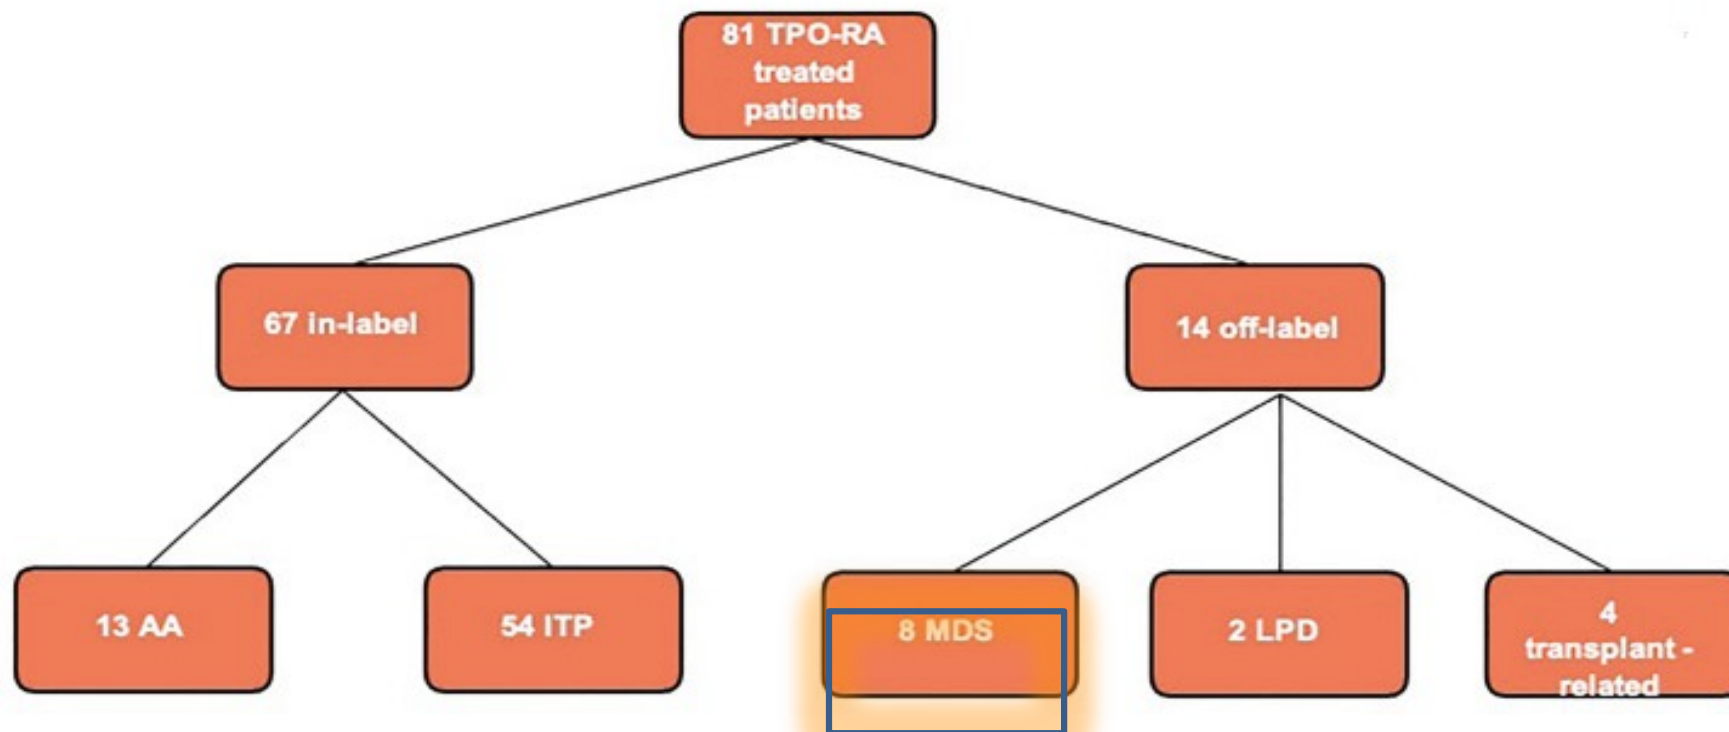 81 TPO-RA
treated
patients
67 in-label
14 off-label
13 AA
54 ITP
8 MDS
2 LPD
4
transplant -
related